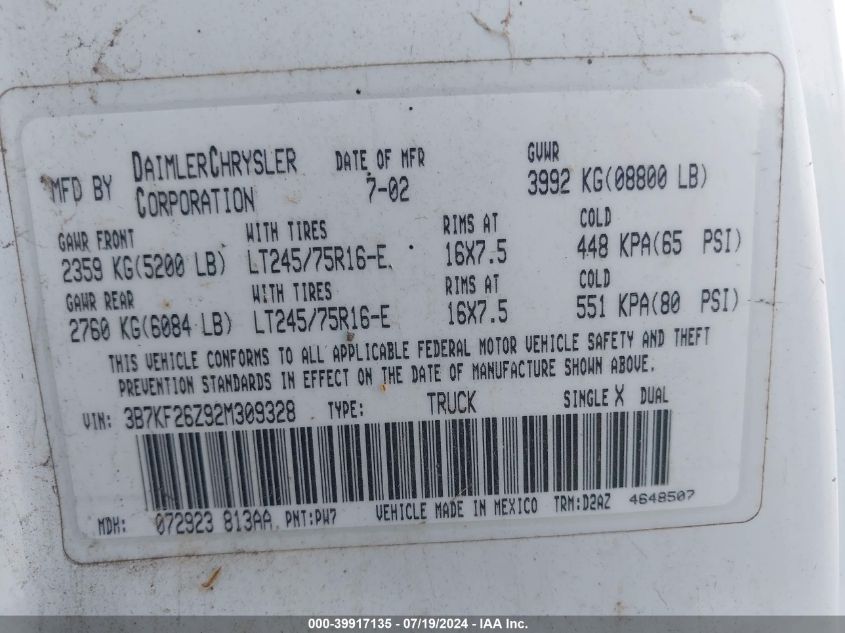 MFD BY DAIMLERCHRYSLER CORPORATION DATE OF MFR 7-02 GVWR 3992 KG(08800 LB)
GAWR FRONT WITH TIRES RIMS AT COLD
2359 KG(5200 LB) LT245/75R16-E. 16X7.5 448 KPA(65 PSI)
GAWR REAR WITH TIRES RIMS AT COLD
2760 KG(6084 LB) LT245/75R16-E 16X7.5 551 KPA(80 PSI)
THIS VEHICLE CONFORMS TO ALL APPLICABLE FEDERAL MOTOR VEHICLE SAFETY AND THEFT
PREVENTION STANDARDS IN EFFECT ON THE DATE OF MANUFACTURE SHOWN ABOVE.
VIN: 3B7KF26Z92M309328 TYPE: TRUCK SINGLE X DUAL
MDH: 072923 813AA PNT:PW7 VEHICLE MADE IN MEXICO TRM:D2AZ 4648507
000-39917135 - 07/19/2024 - IAA Inc.